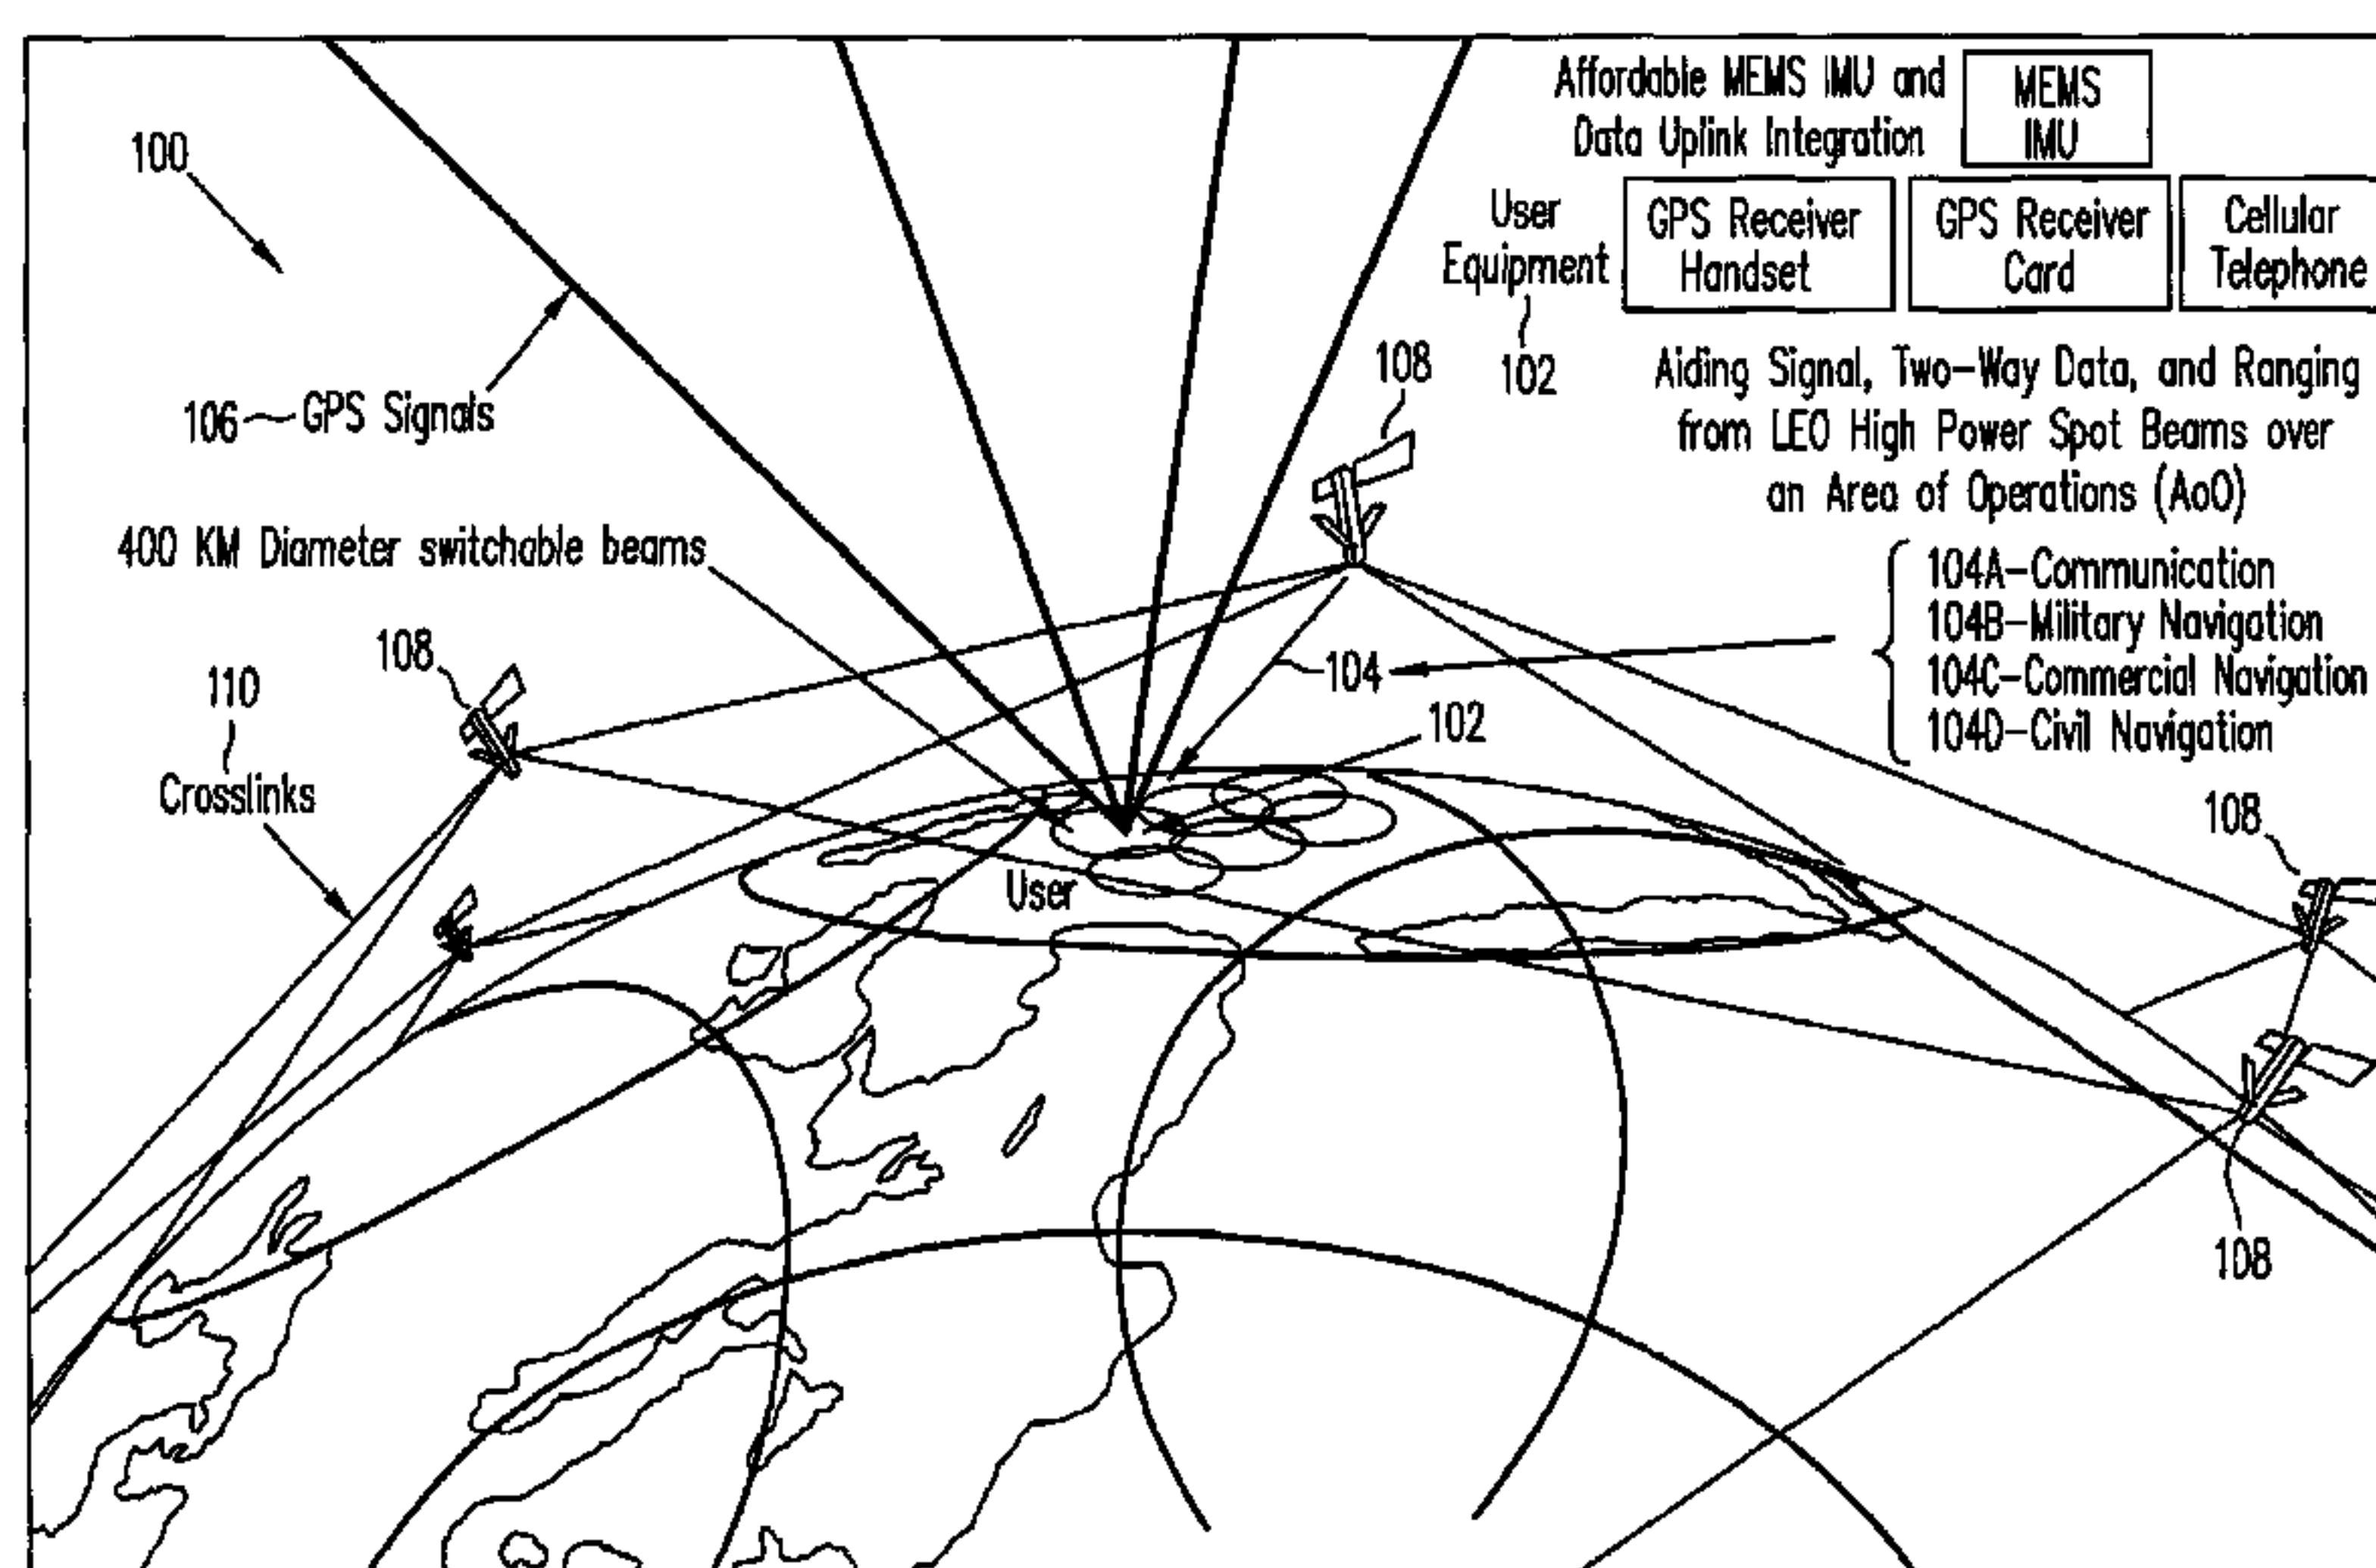 Affordable MEMS IMU and
Data Uplink Integration
MEMS
IMU
100
User
Equipment
102
GPS Receiver
Handset
GPS Receiver
Card
Cellular
Telephone
108
Aiding Signal, Two-Way Data, and Ranging
from LEO High Power Spot Beams over
an Area of Operations (AoO)
106 GPS Signals
400 KM Diameter switchable beams
104A-Communication
104B-Military Navigation
104C-Commercial Navigation
104D-Civil Navigation
108
104
110
Crosslinks
102
108
User
108